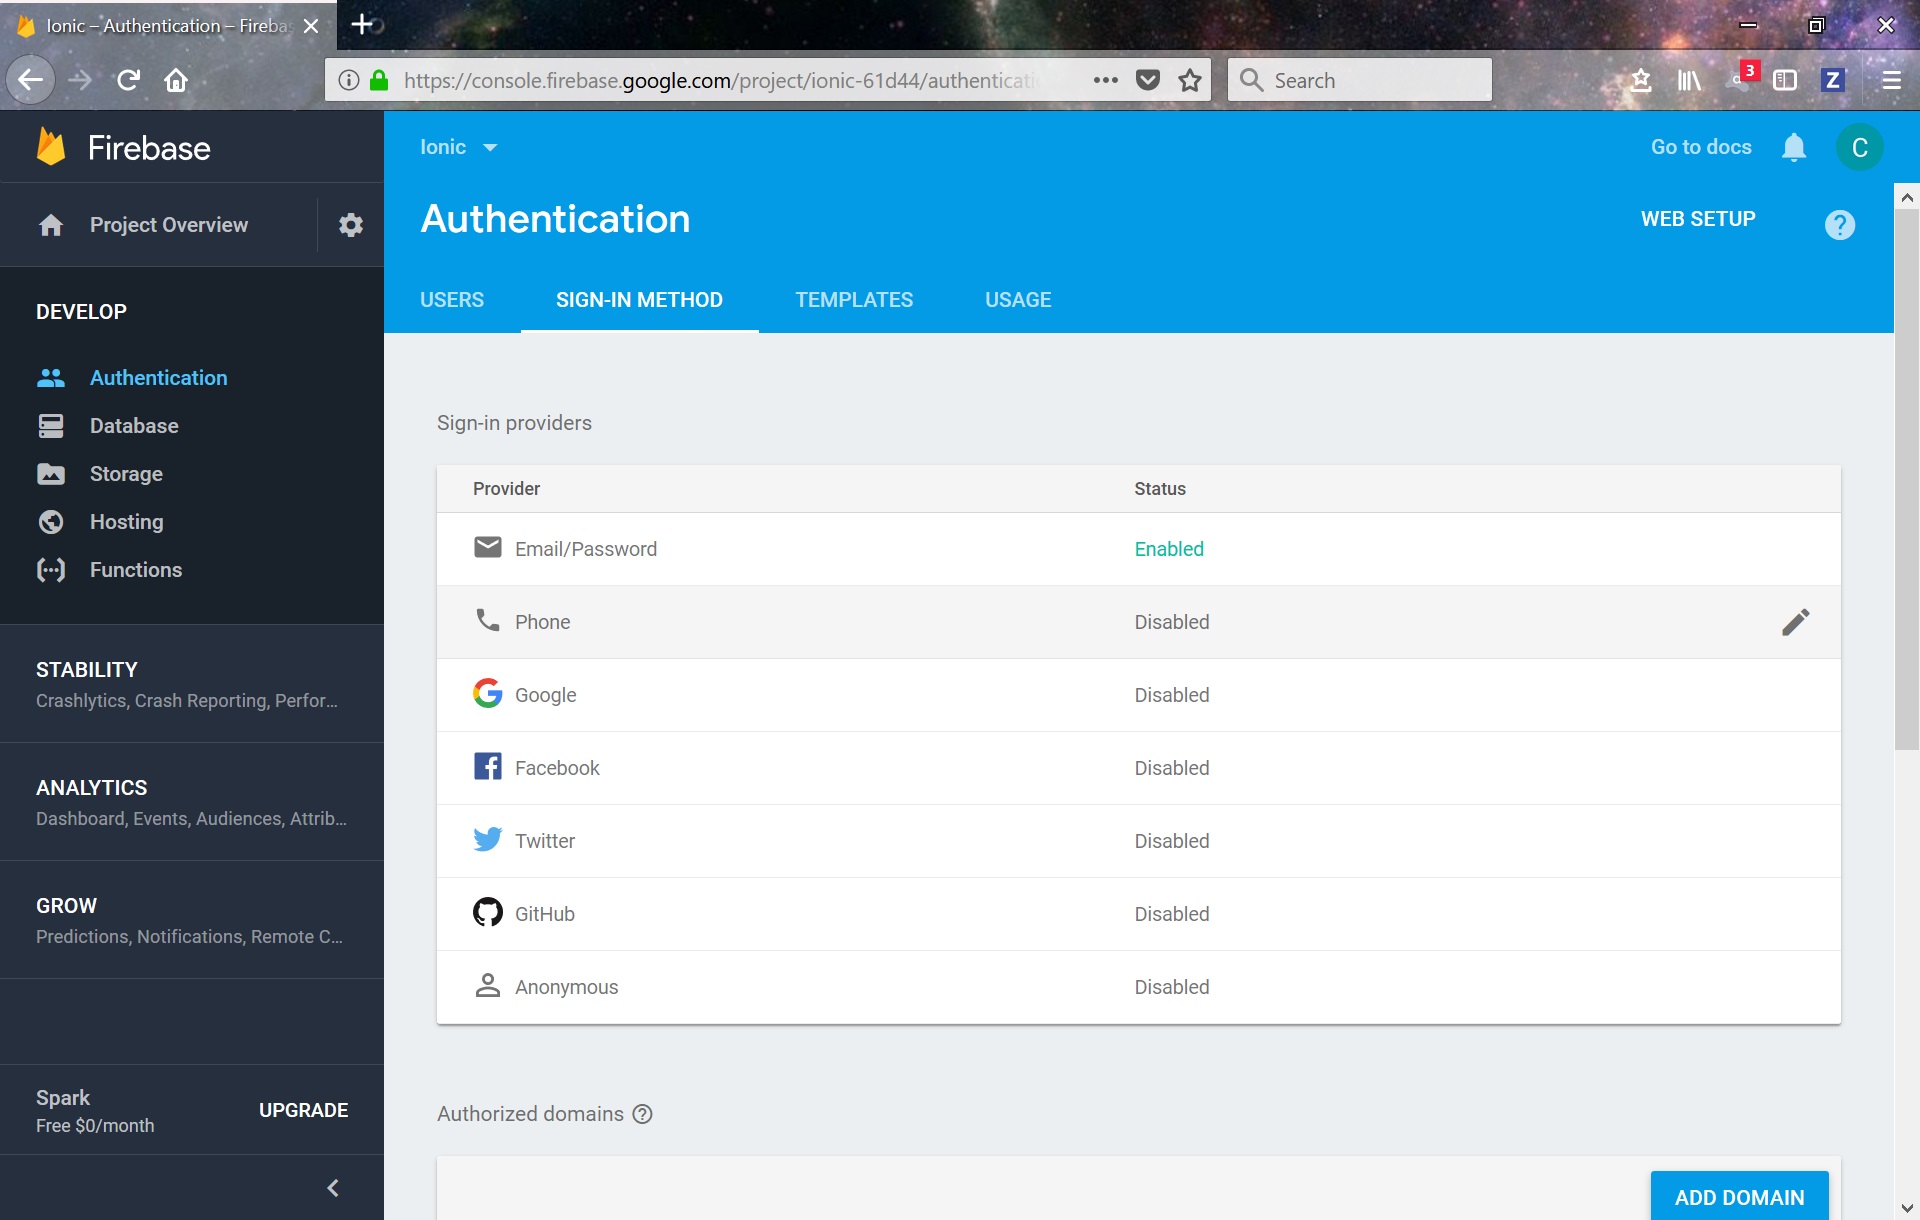 Ionic – Authentication – Firebas
https://console.firebase.google.com/project/ionic-61d44/authenticati
Search
3
Z
Firebase
Project Overview
DEVELOP
Authentication
Database
Storage
Hosting
Functions
STABILITY
Crashlytics, Crash Reporting, Perfor...
ANALYTICS
Dashboard, Events, Audiences, Attrib...
GROW
Predictions, Notifications, Remote C...
Spark
Free $0/month
UPGRADE
Ionic
Go to docs
C
Authentication
WEB SETUP
?
USERS SIGN-IN METHOD TEMPLATES USAGE
Sign-in providers
Provider Status
Email/Password Enabled
Phone Disabled
Google Disabled
Facebook Disabled
Twitter Disabled
GitHub Disabled
Anonymous Disabled
Authorized domains ?
ADD DOMAIN